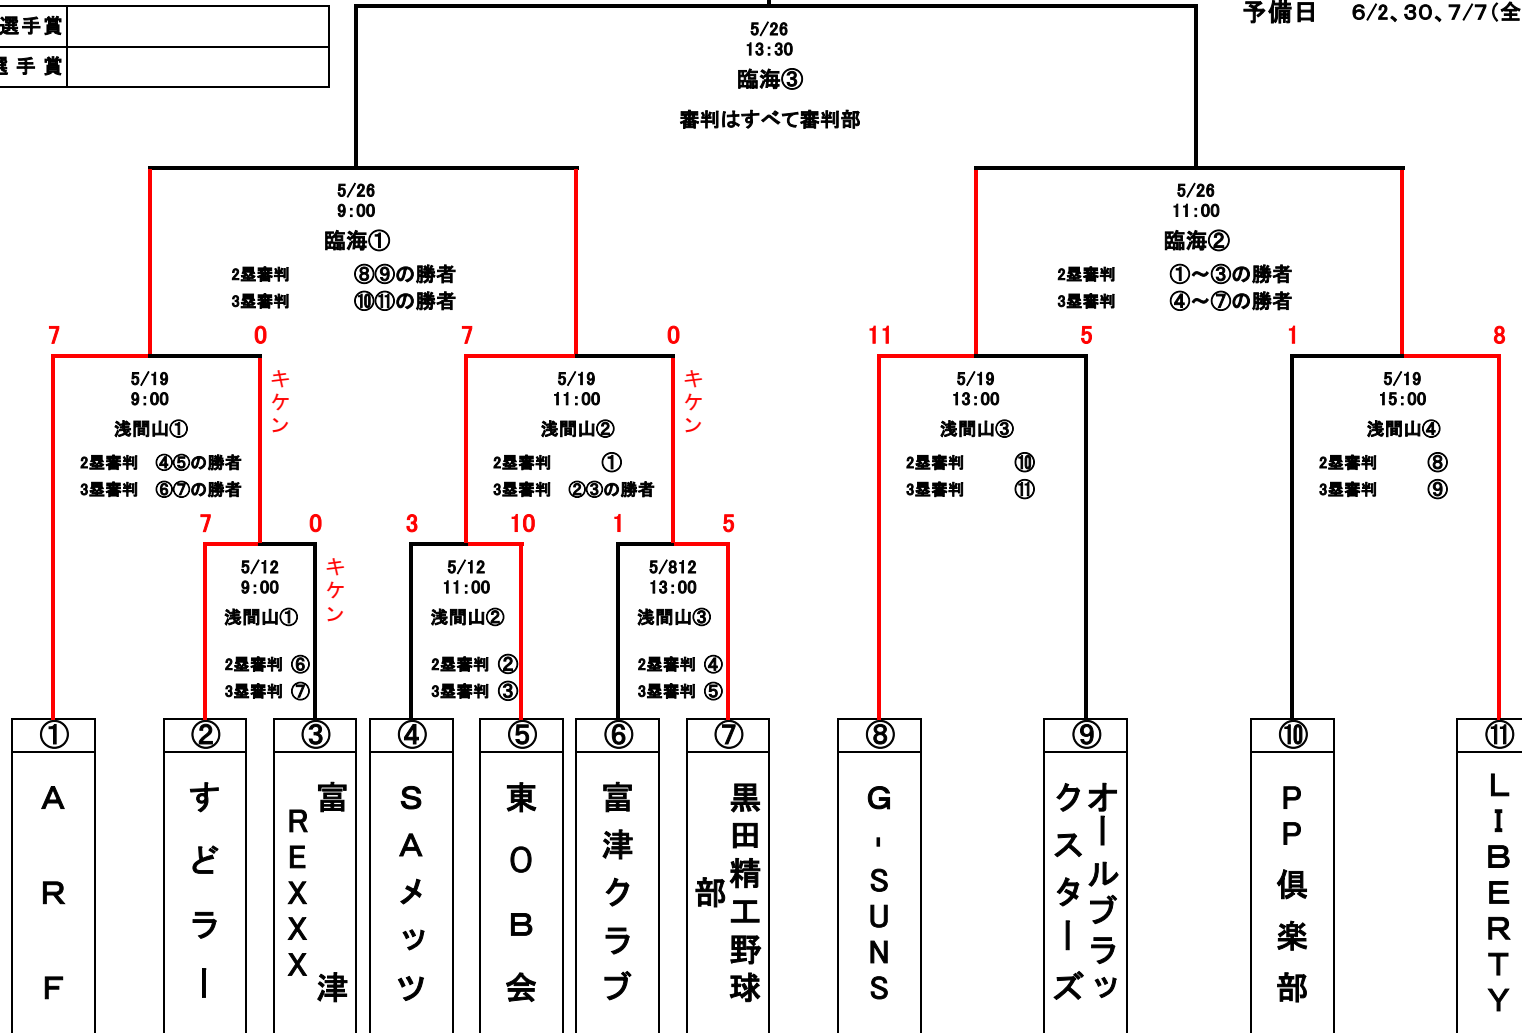 選手賞
選手賞
予備日 6/2、30、7/7(全
5/26
13:30
臨海③
審判はすべて審判部
5/26
9:00
臨海①
2塁審判 ⑧⑨の勝者
3塁審判 ⑩⑪の勝者
5/26
11:00
臨海②
2塁審判 ①~③の勝者
3塁審判 ④~⑦の勝者
7 0
キケン
5/19
9:00
浅間山①
2塁審判 ④⑤の勝者
3塁審判 ⑥⑦の勝者
7 0
キケン
5/19
11:00
浅間山②
2塁審判 ①
3塁審判 ②③の勝者
11 5
5/19
13:00
浅間山③
2塁審判 ⑩
3塁審判 ⑪
1 8
5/19
15:00
浅間山④
2塁審判 ⑧
3塁審判 ⑨
7 0
キケン
5/12
9:00
浅間山①
2塁審判 ⑥
3塁審判 ⑦
3 10
5/12
11:00
浅間山②
2塁審判 ②
3塁審判 ③
1 5
5/812
13:00
浅間山③
2塁審判 ④
3塁審判 ⑤
① ② ③ ④ ⑤ ⑥ ⑦ ⑧ ⑨ ⑩ ⑪
ARF
すどラー
富津
REXXX
SAメッツ
東OB会
富津クラブ
黒田精工野球
部
G-SUNS
オールブラッ
クスターズ
PP倶楽部
LIBERTY